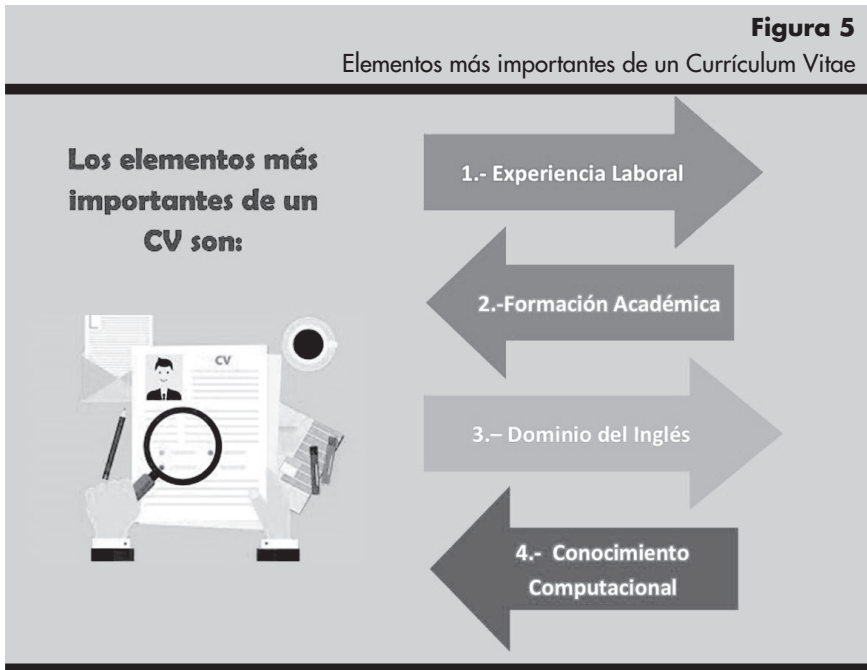 Figura 5
Elementos más importantes de un Currículum Vitae
Los elementos más
importantes de un
CV son:
CV
1.- Experiencia Laboral
2.-Formación Académica
3.– Dominio del Inglés
4.- Conocimiento
Computacional